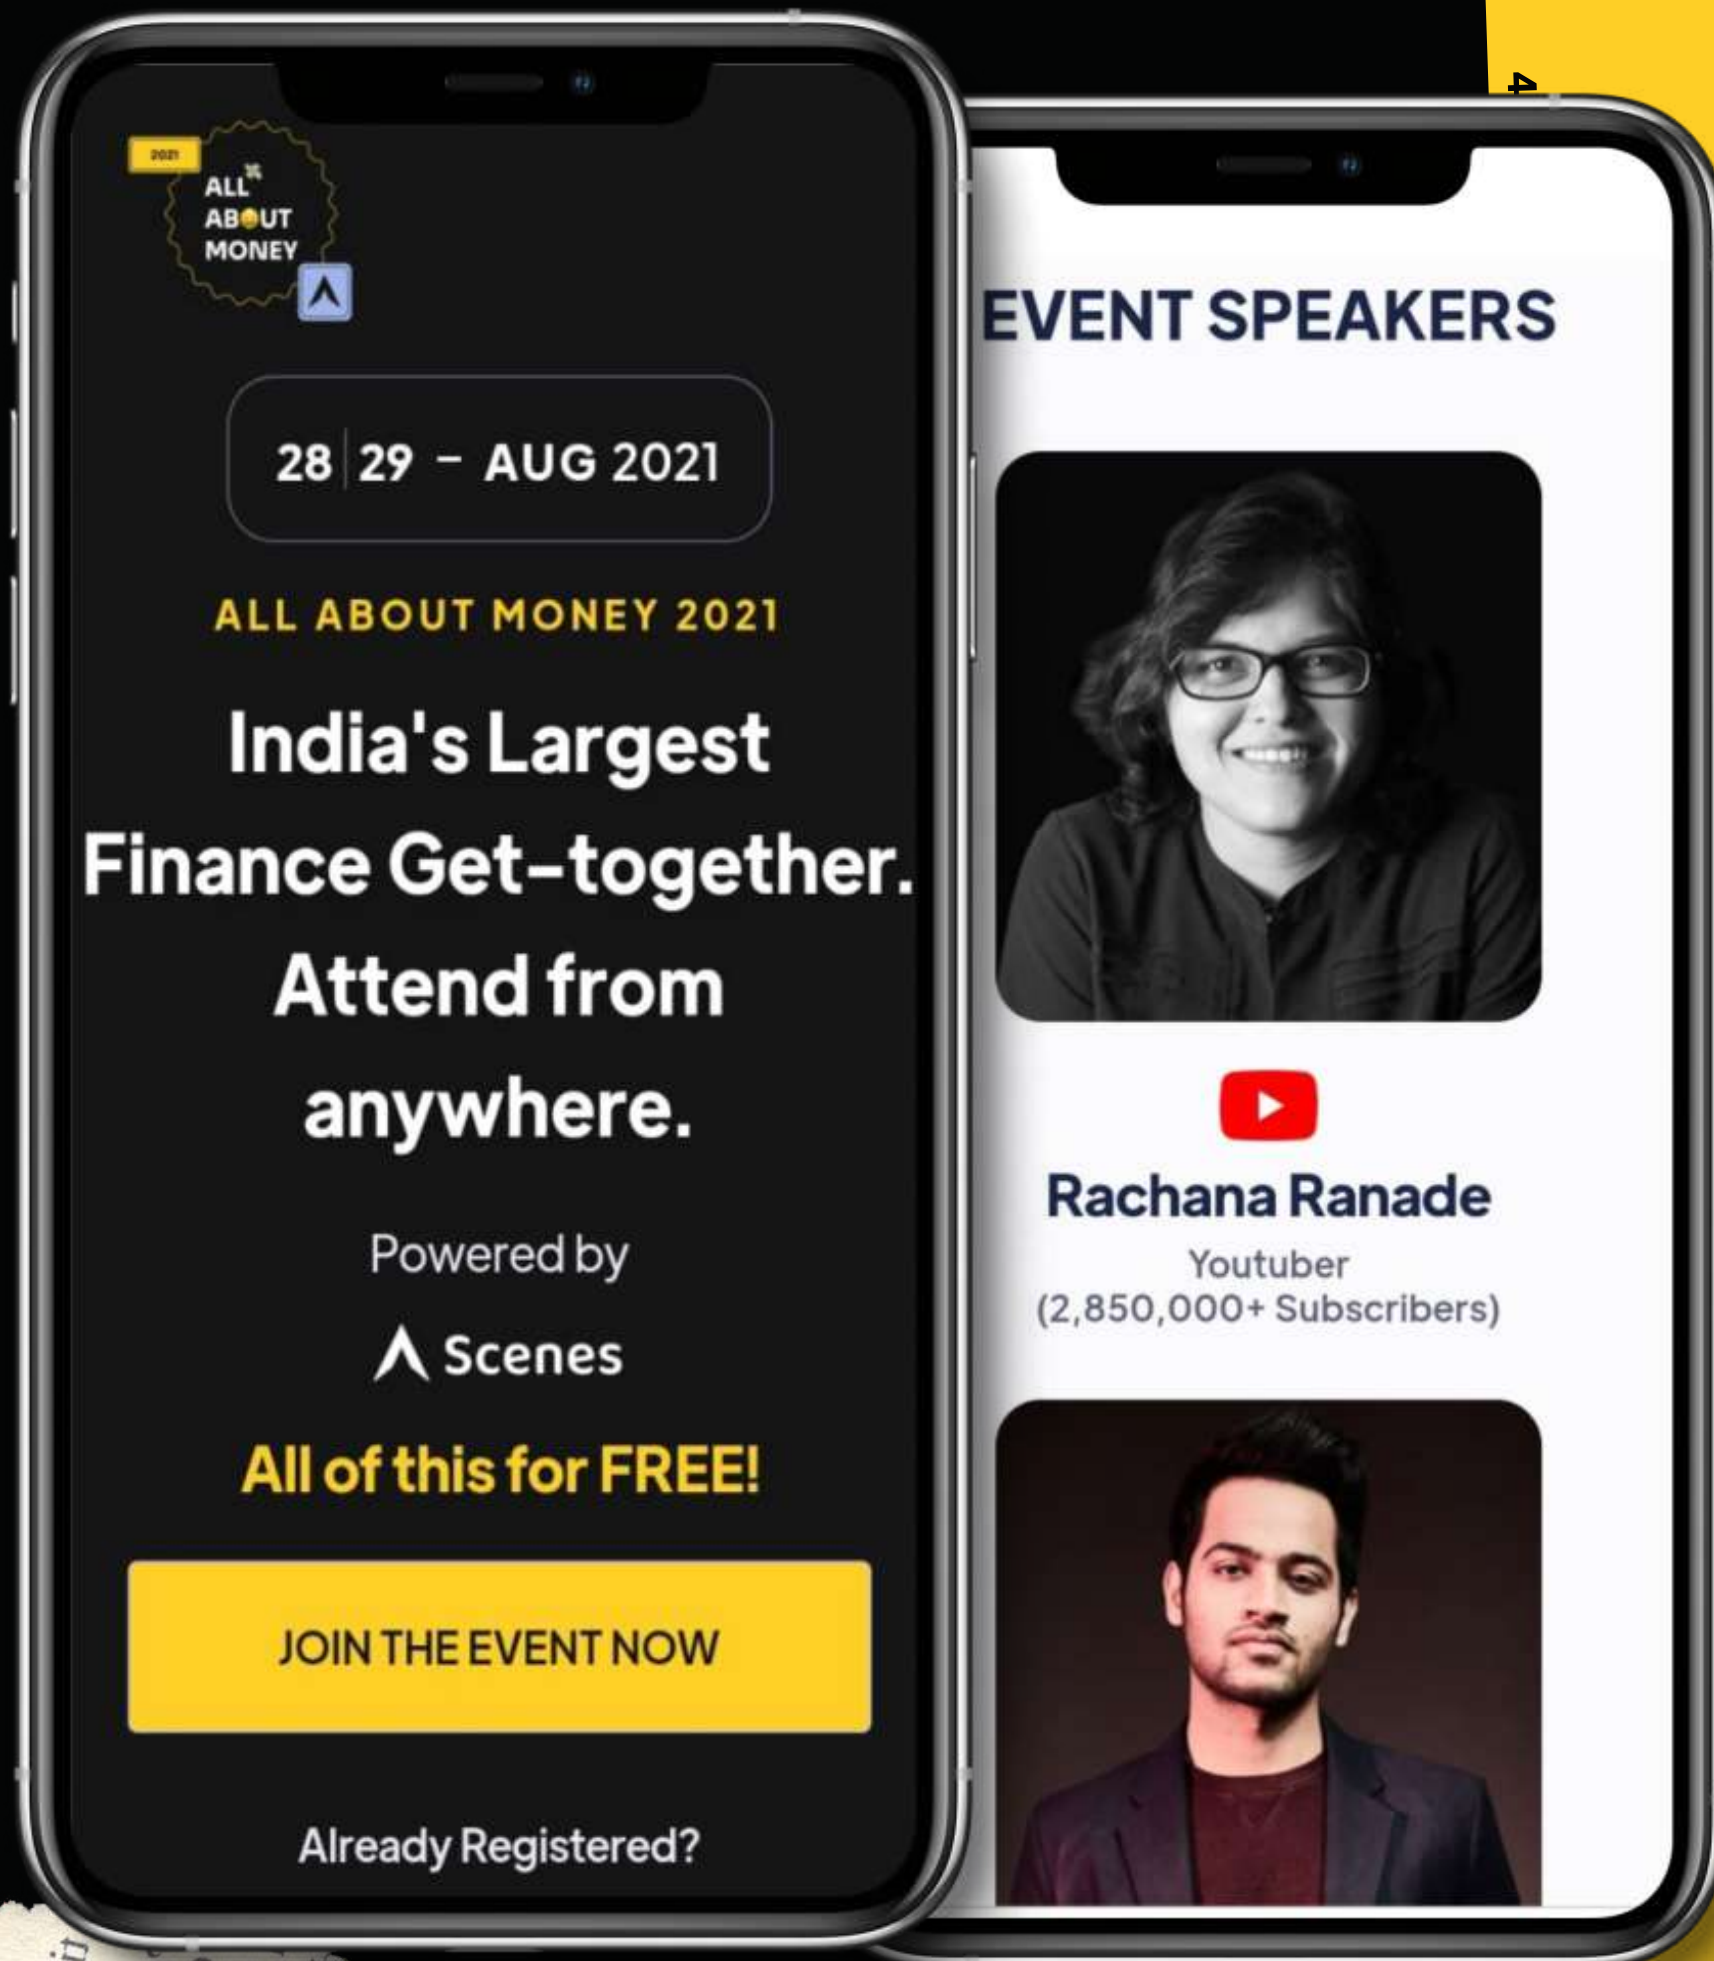 2021
ALL
ABOUT
MONEY
28 29 – AUG 2021
ALL ABOUT MONEY 2021
India's Largest
Finance Get-together.
Attend from
anywhere.
Powered by
Scenes
All of this for FREE!
JOIN THE EVENT NOW
Already Registered?
4
EVENT SPEAKERS
Rachana Ranade
Youtuber
(2,850,000+ Subscribers)